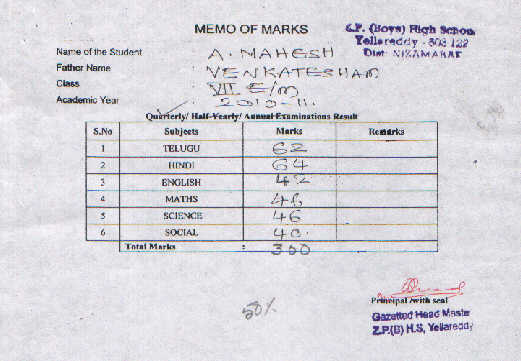 MEMO OF MARKS
Z.P. (Boys) High School
Yellareddy - 503 122
Dist: NIZAMABAD
Name of the Student A. MAHESH
Father Name VENKATESHAM
Class VII E/m
Academic Year 2010-11.
Quarterly/ Half-Yearly/ Annual Examinations Result
S.No Subjects Marks Remarks
1 TELUGU 62
2 HINDI 64
3 ENGLISH 42
4 MATHS 46
5 SCIENCE 46
6 SOCIAL 40
Total Marks : 300
50%
Principal /with seal
Gazetted Head Master
Z.P.(B) H.S, Yellareddy